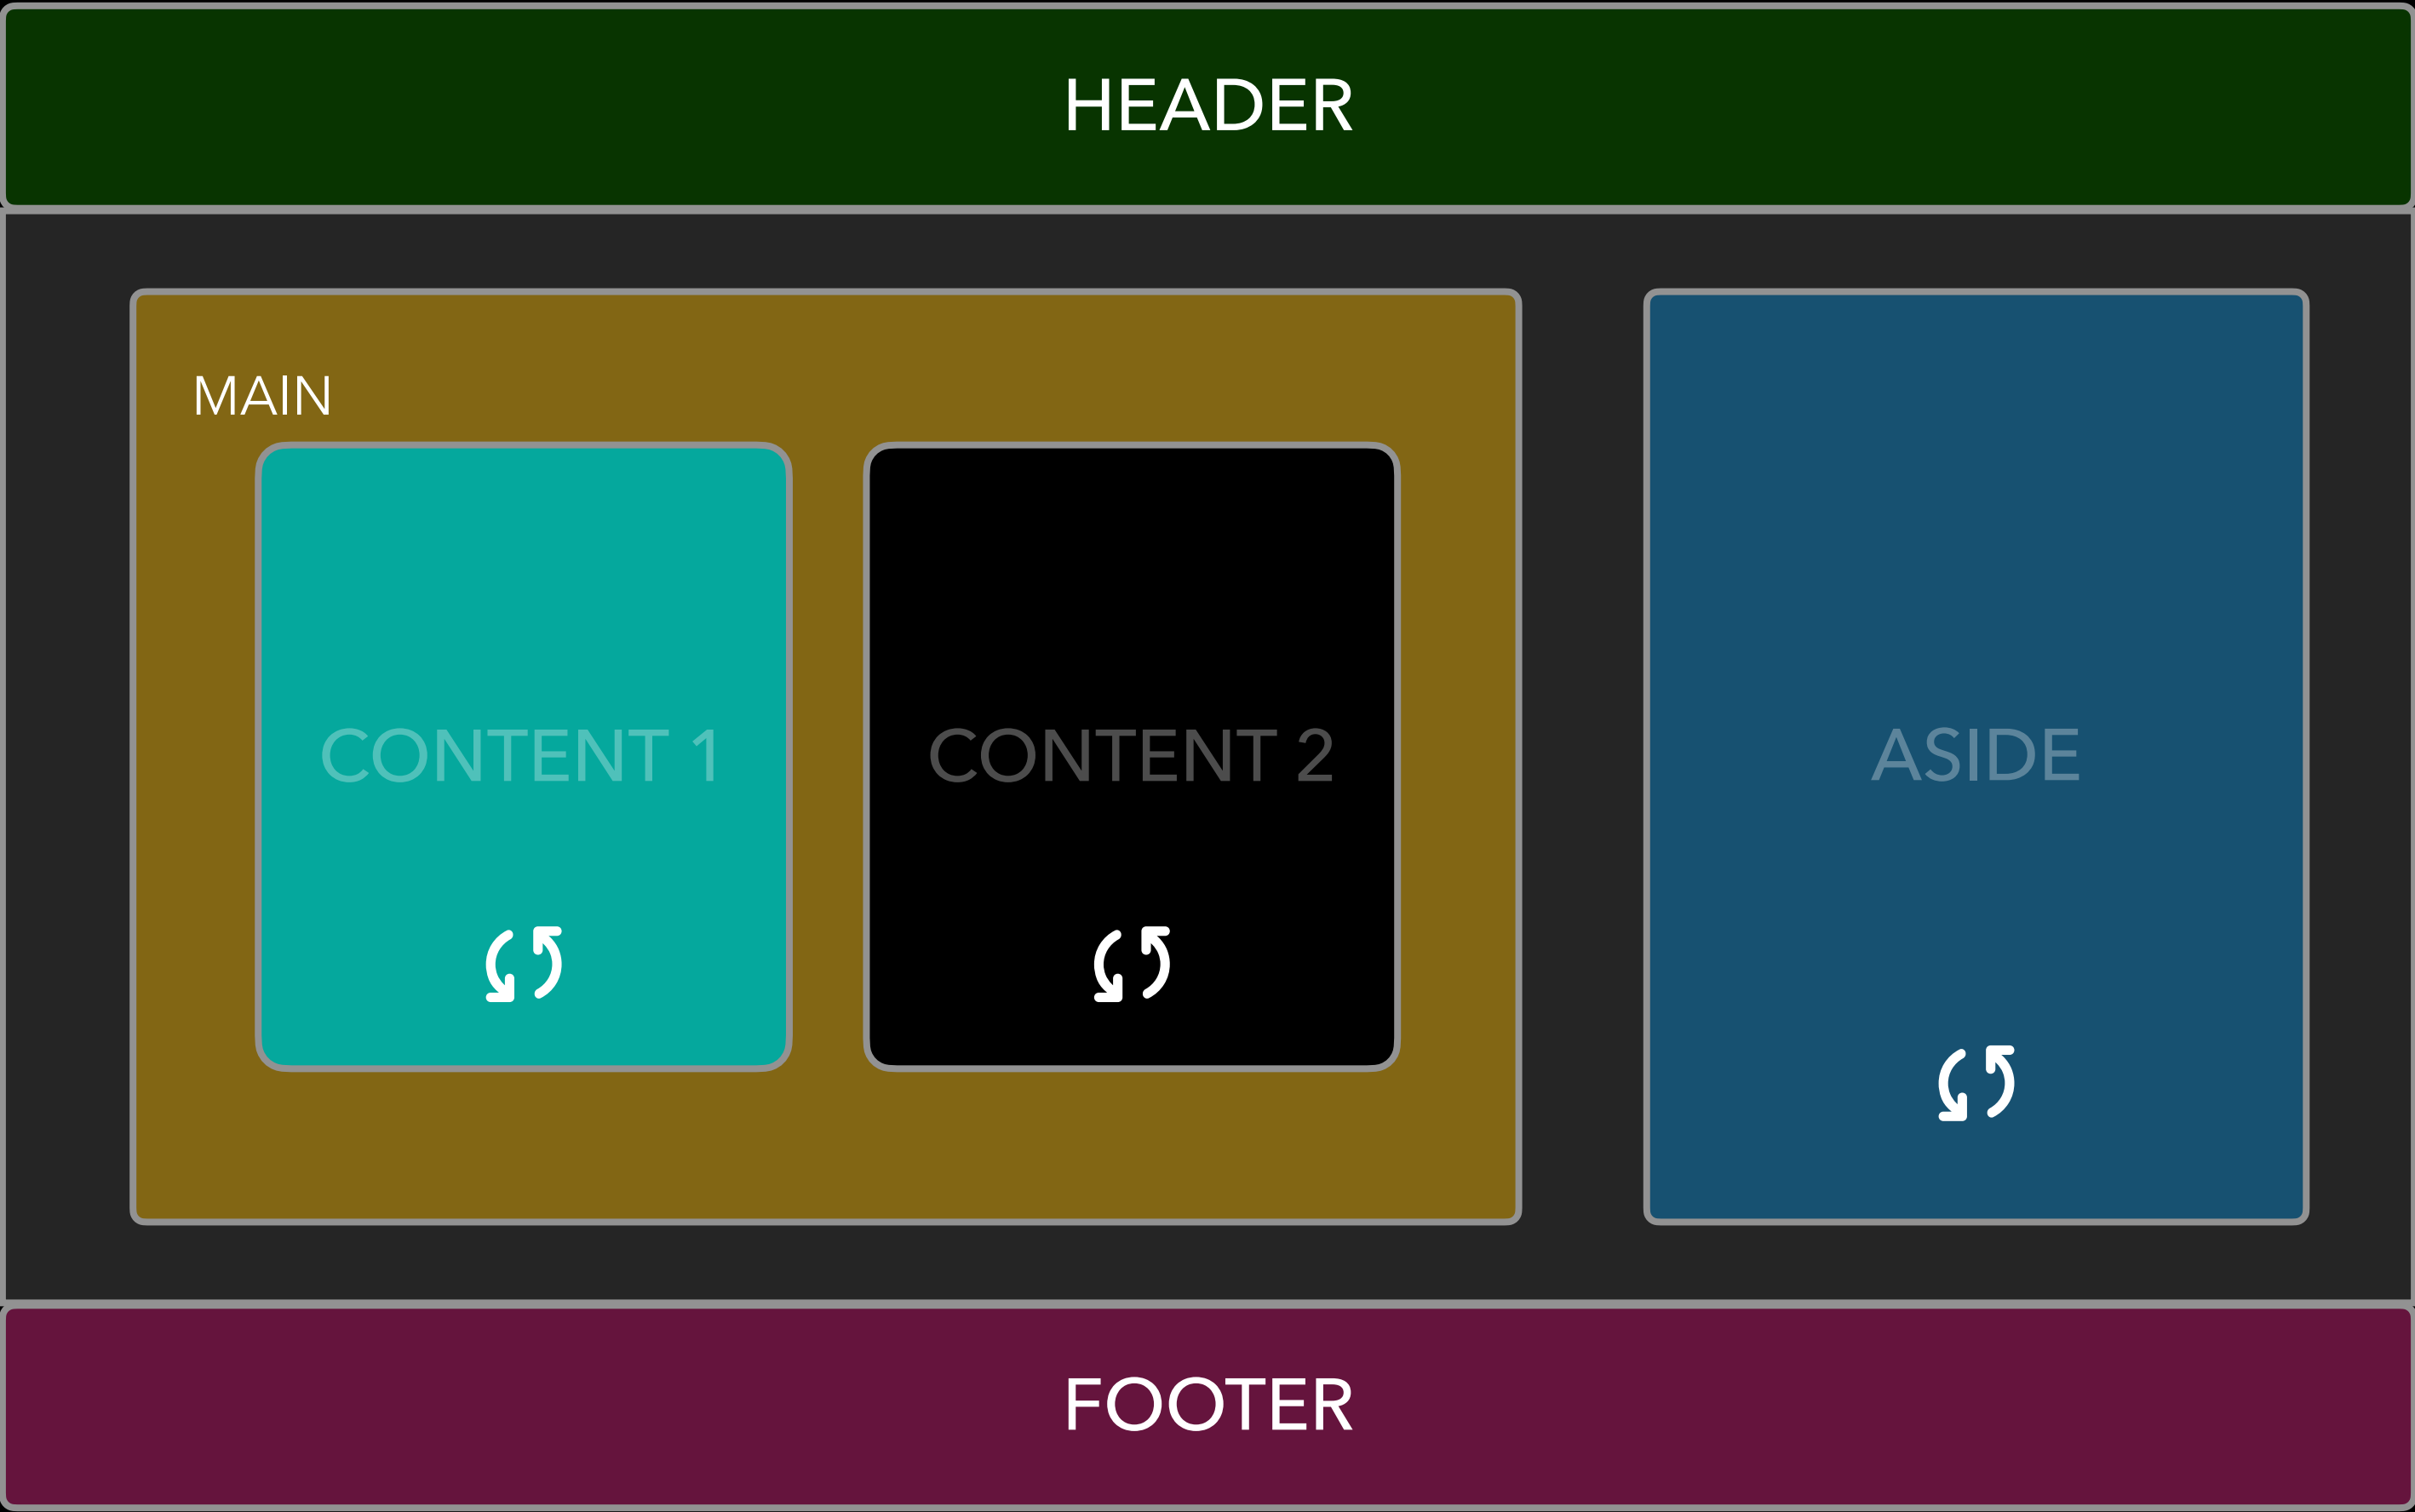 HEADER
MAIN
CONTENT 1
CONTENT 2
ASIDE
FOOTER